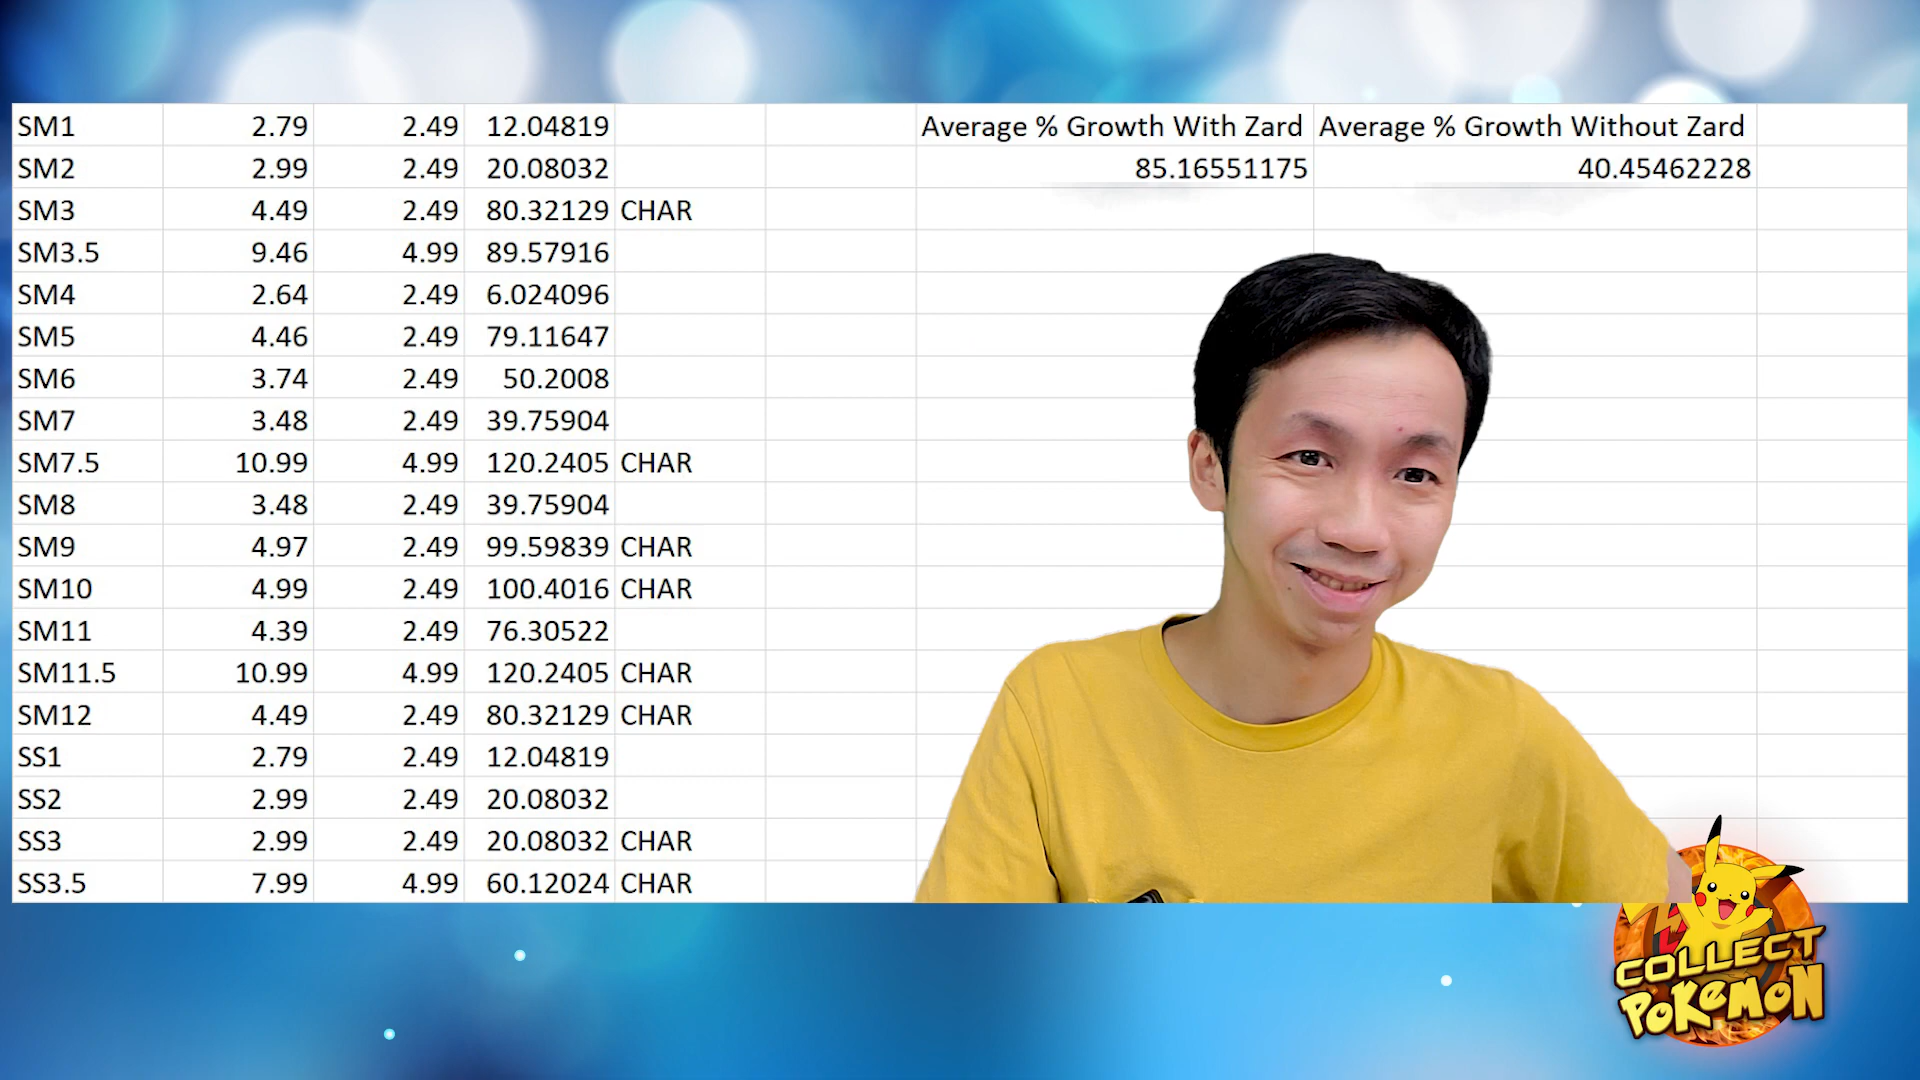 SM1 2.79 2.49 12.04819 Average % Growth With Zard Average % Growth Without Zard
SM2 2.99 2.49 20.08032 85.16551175 40.45462228
SM3 4.49 2.49 80.32129 CHAR
SM3.5 9.46 4.99 89.57916
SM4 2.64 2.49 6.024096
SM5 4.46 2.49 79.11647
SM6 3.74 2.49 50.2008
SM7 3.48 2.49 39.75904
SM7.5 10.99 4.99 120.2405 CHAR
SM8 3.48 2.49 39.75904
SM9 4.97 2.49 99.59839 CHAR
SM10 4.99 2.49 100.4016 CHAR
SM11 4.39 2.49 76.30522
SM11.5 10.99 4.99 120.2405 CHAR
SM12 4.49 2.49 80.32129 CHAR
SS1 2.79 2.49 12.04819
SS2 2.99 2.49 20.08032
SS3 2.99 2.49 20.08032 CHAR
SS3.5 7.99 4.99 60.12024 CHAR
COLLECT
POKeMON